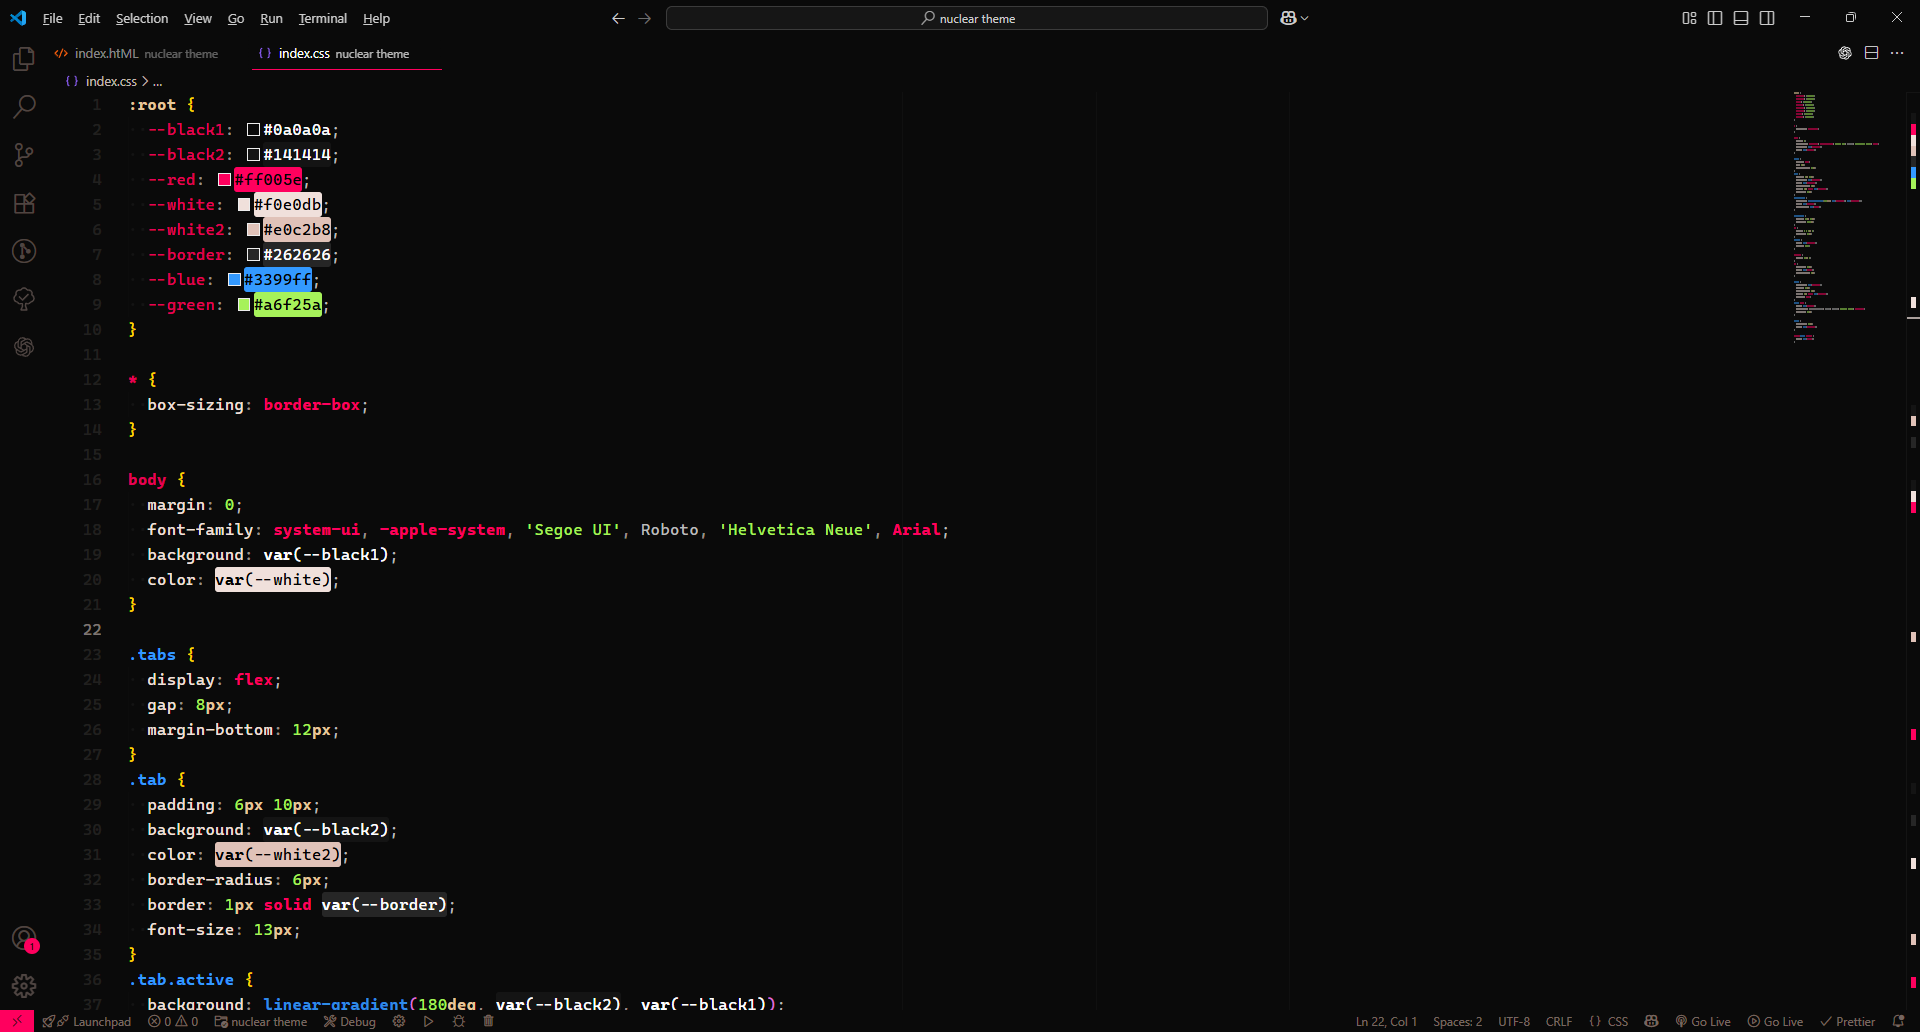 File Edit Selection View Go Run Terminal Help
nuclear theme
index.htML nuclear theme
{ } index.css nuclear theme
{ } index.css > ...
1 :root {
2 --black1: #0a0a0a;
3 --black2: #141414;
4 --red: #ff005e;
5 --white: #f0e0db;
6 --white2: #e0c2b8;
7 --border: #262626;
8 --blue: #3399ff;
9 --green: #a6f25a;
10 }
11
12 * {
13 box-sizing: border-box;
14 }
15
16 body {
17 margin: 0;
18 font-family: system-ui, -apple-system, 'Segoe UI', Roboto, 'Helvetica Neue', Arial;
19 background: var(--black1);
20 color: var(--white);
21 }
22
23 .tabs {
24 display: flex;
25 gap: 8px;
26 margin-bottom: 12px;
27 }
28 .tab {
29 padding: 6px 10px;
30 background: var(--black2);
31 color: var(--white2);
32 border-radius: 6px;
33 border: 1px solid var(--border);
34 font-size: 13px;
35 }
36 .tab.active {
37 background: linear-gradient(180deg, var(--black2), var(--black1));
1
Launchpad 0 0 nuclear theme Debug Ln 22, Col 1 Spaces: 2 UTF-8 CRLF { } CSS Go Live Go Live Prettier